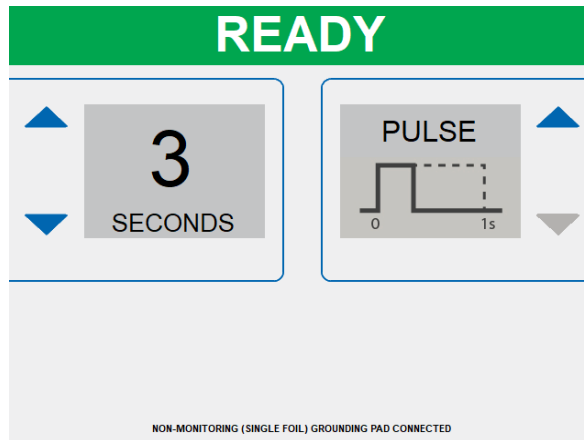 READY
3
SECONDS
PULSE
0 1s
NON-MONITORING (SINGLE FOIL) GROUNDING PAD CONNECTED